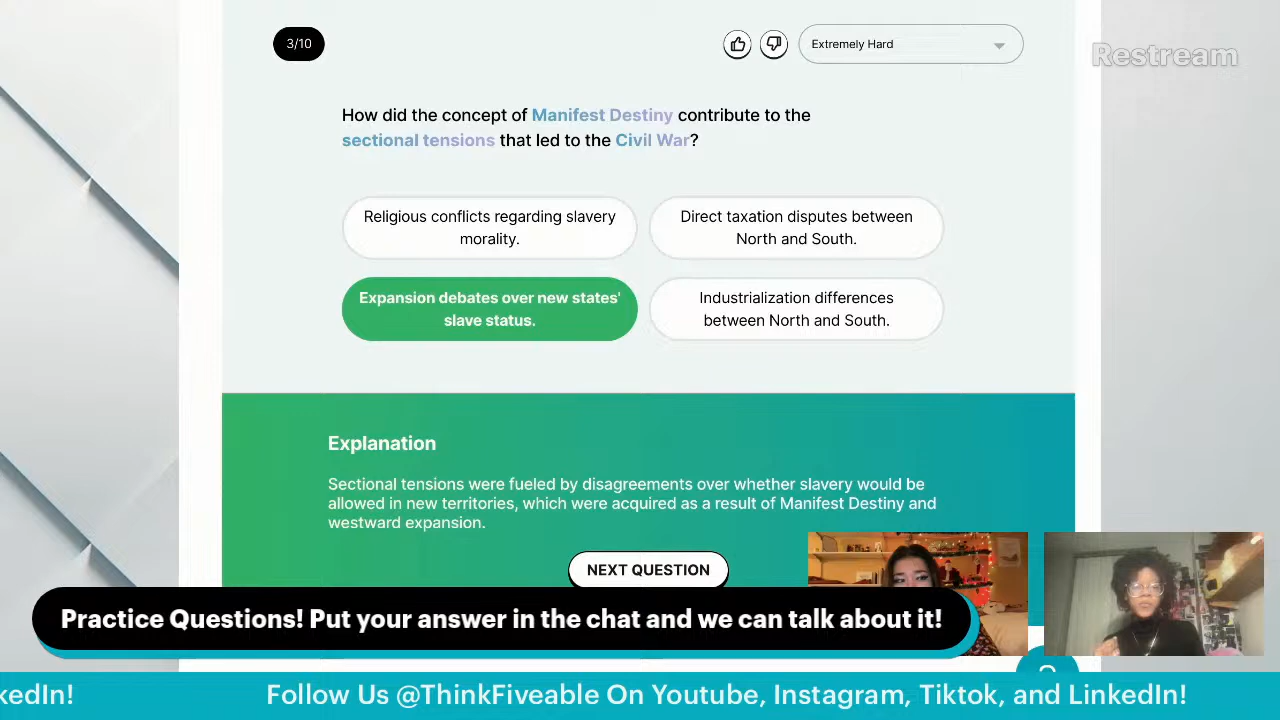 3/10
Extremely Hard
Restream
How did the concept of Manifest Destiny contribute to the
sectional tensions that led to the Civil War?
Religious conflicts regarding slavery
morality.
Direct taxation disputes between
North and South.
Expansion debates over new states'
slave status.
Industrialization differences
between North and South.
Explanation
Sectional tensions were fueled by disagreements over whether slavery would be
allowed in new territories, which were acquired as a result of Manifest Destiny and
westward expansion.
NEXT QUESTION
Practice Questions! Put your answer in the chat and we can talk about it!
kedIn! Follow Us @ThinkFiveable On Youtube, Instagram, Tiktok, and LinkedIn!